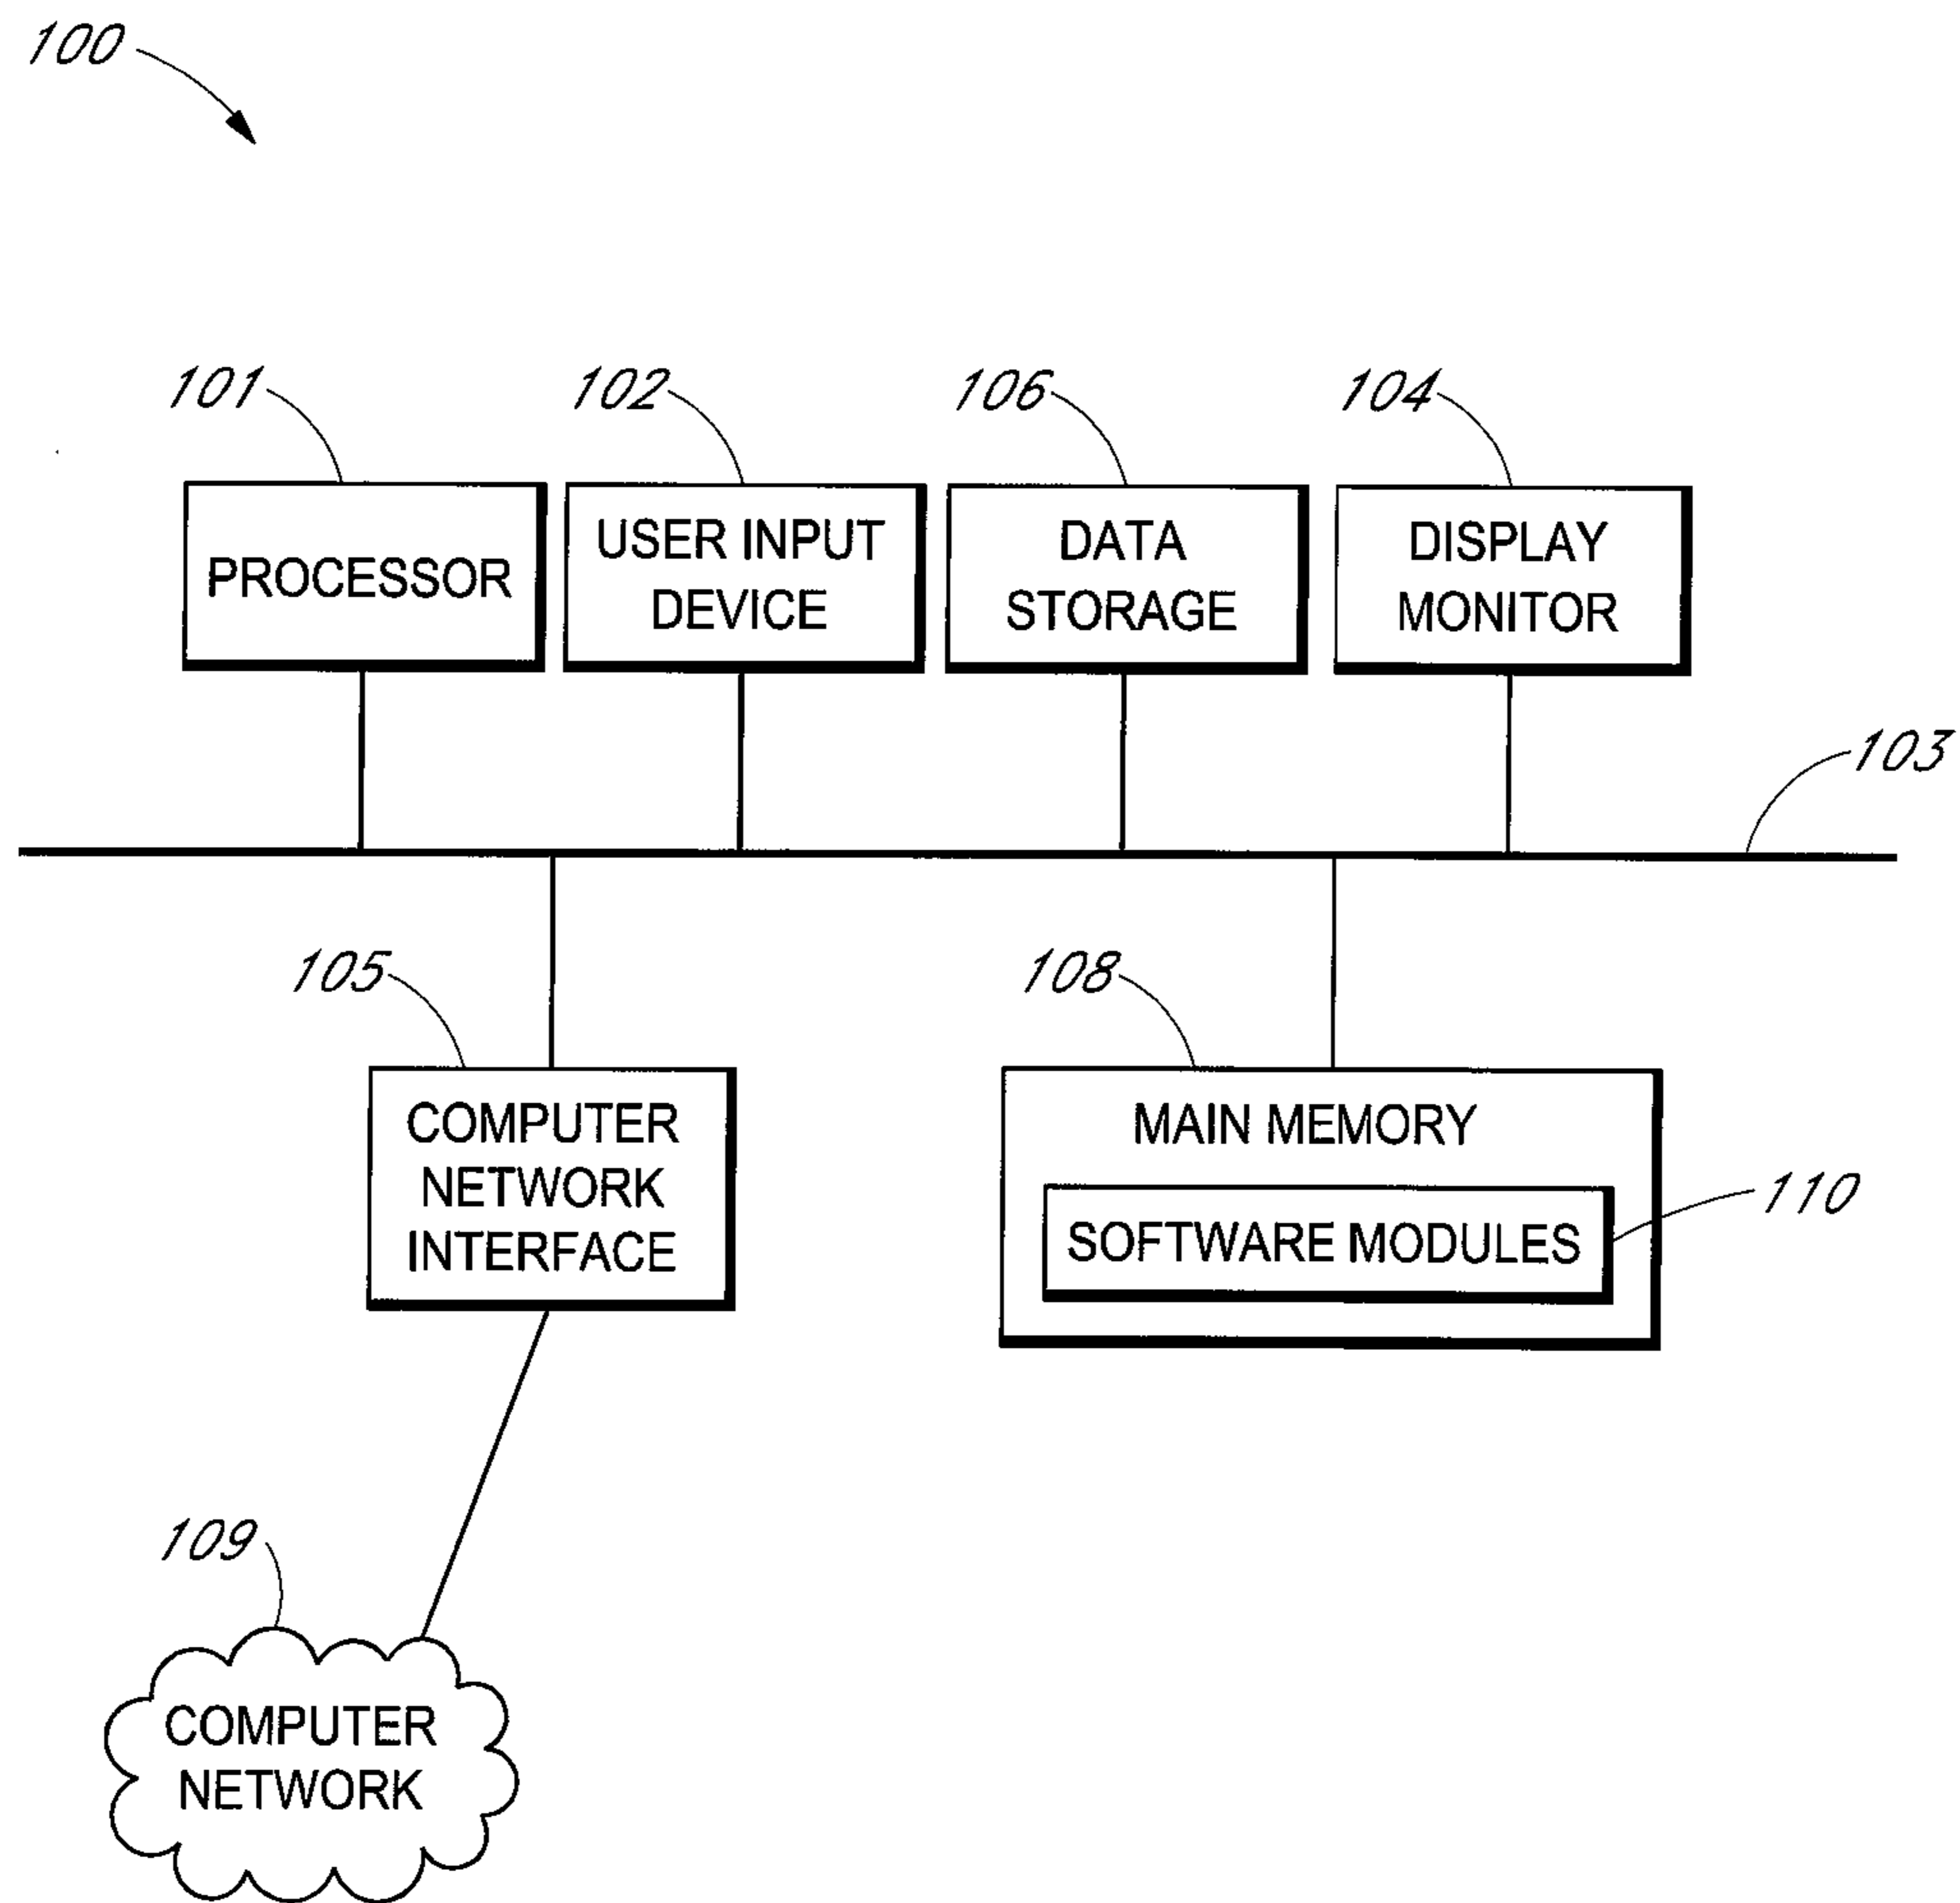 100
101
102
106
104
PROCESSOR
USER INPUT
DEVICE
DATA
STORAGE
DISPLAY
MONITOR
103
105
108
COMPUTER
NETWORK
INTERFACE
MAIN MEMORY
SOFTWARE MODULES
110
109
COMPUTER
NETWORK